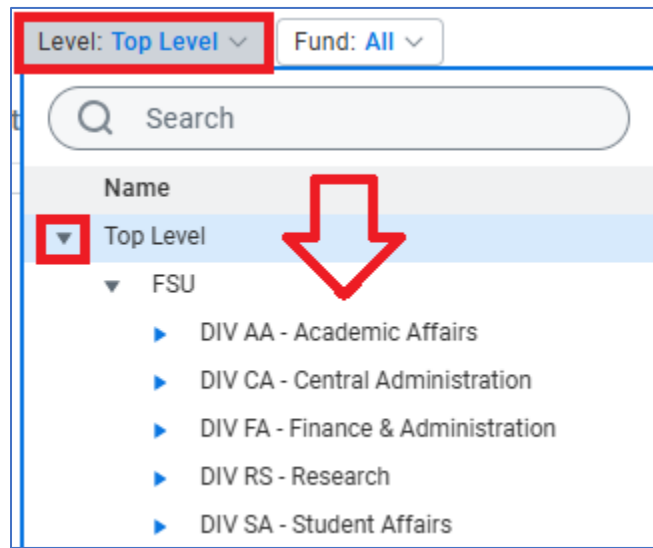 Level: Top Level Fund: All
t
Search
Name
Top Level
FSU
DIV AA - Academic Affairs
DIV CA - Central Administration
DIV FA - Finance & Administration
DIV RS - Research
DIV SA - Student Affairs